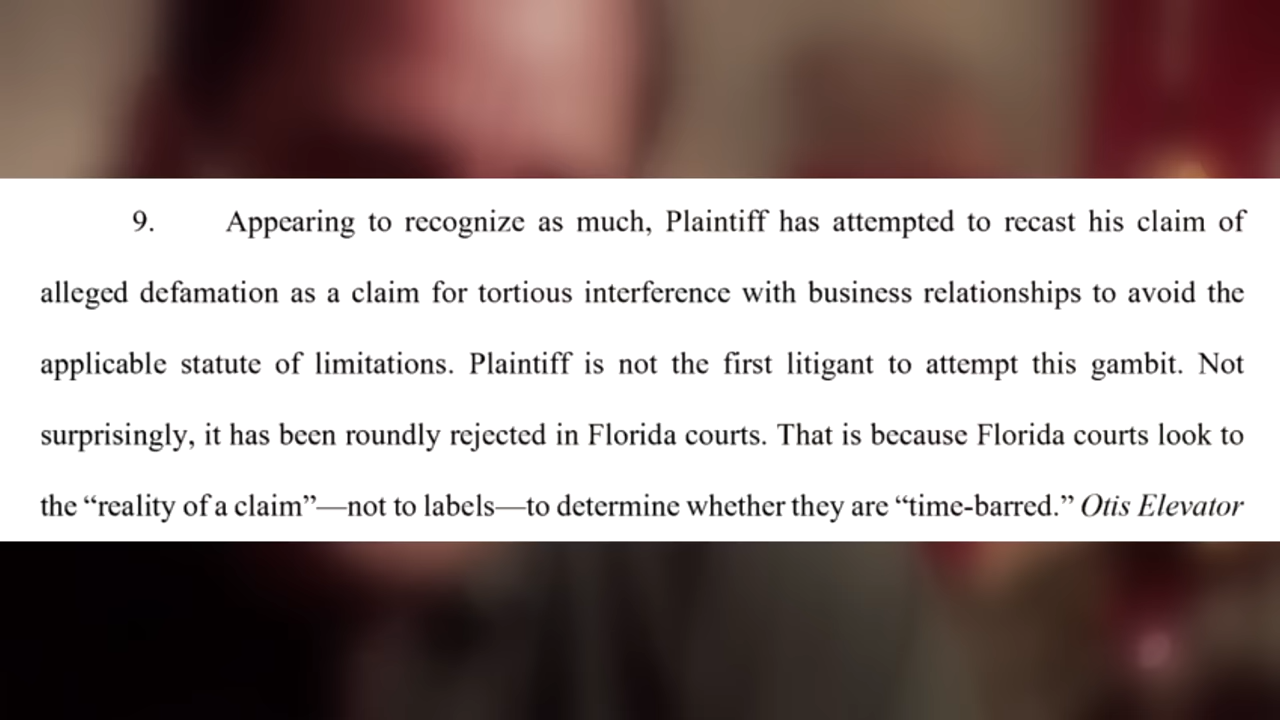 9. Appearing to recognize as much, Plaintiff has attempted to recast his claim of
alleged defamation as a claim for tortious interference with business relationships to avoid the
applicable statute of limitations. Plaintiff is not the first litigant to attempt this gambit. Not
surprisingly, it has been roundly rejected in Florida courts. That is because Florida courts look to
the “reality of a claim”—not to labels—to determine whether they are “time-barred.” Otis Elevator